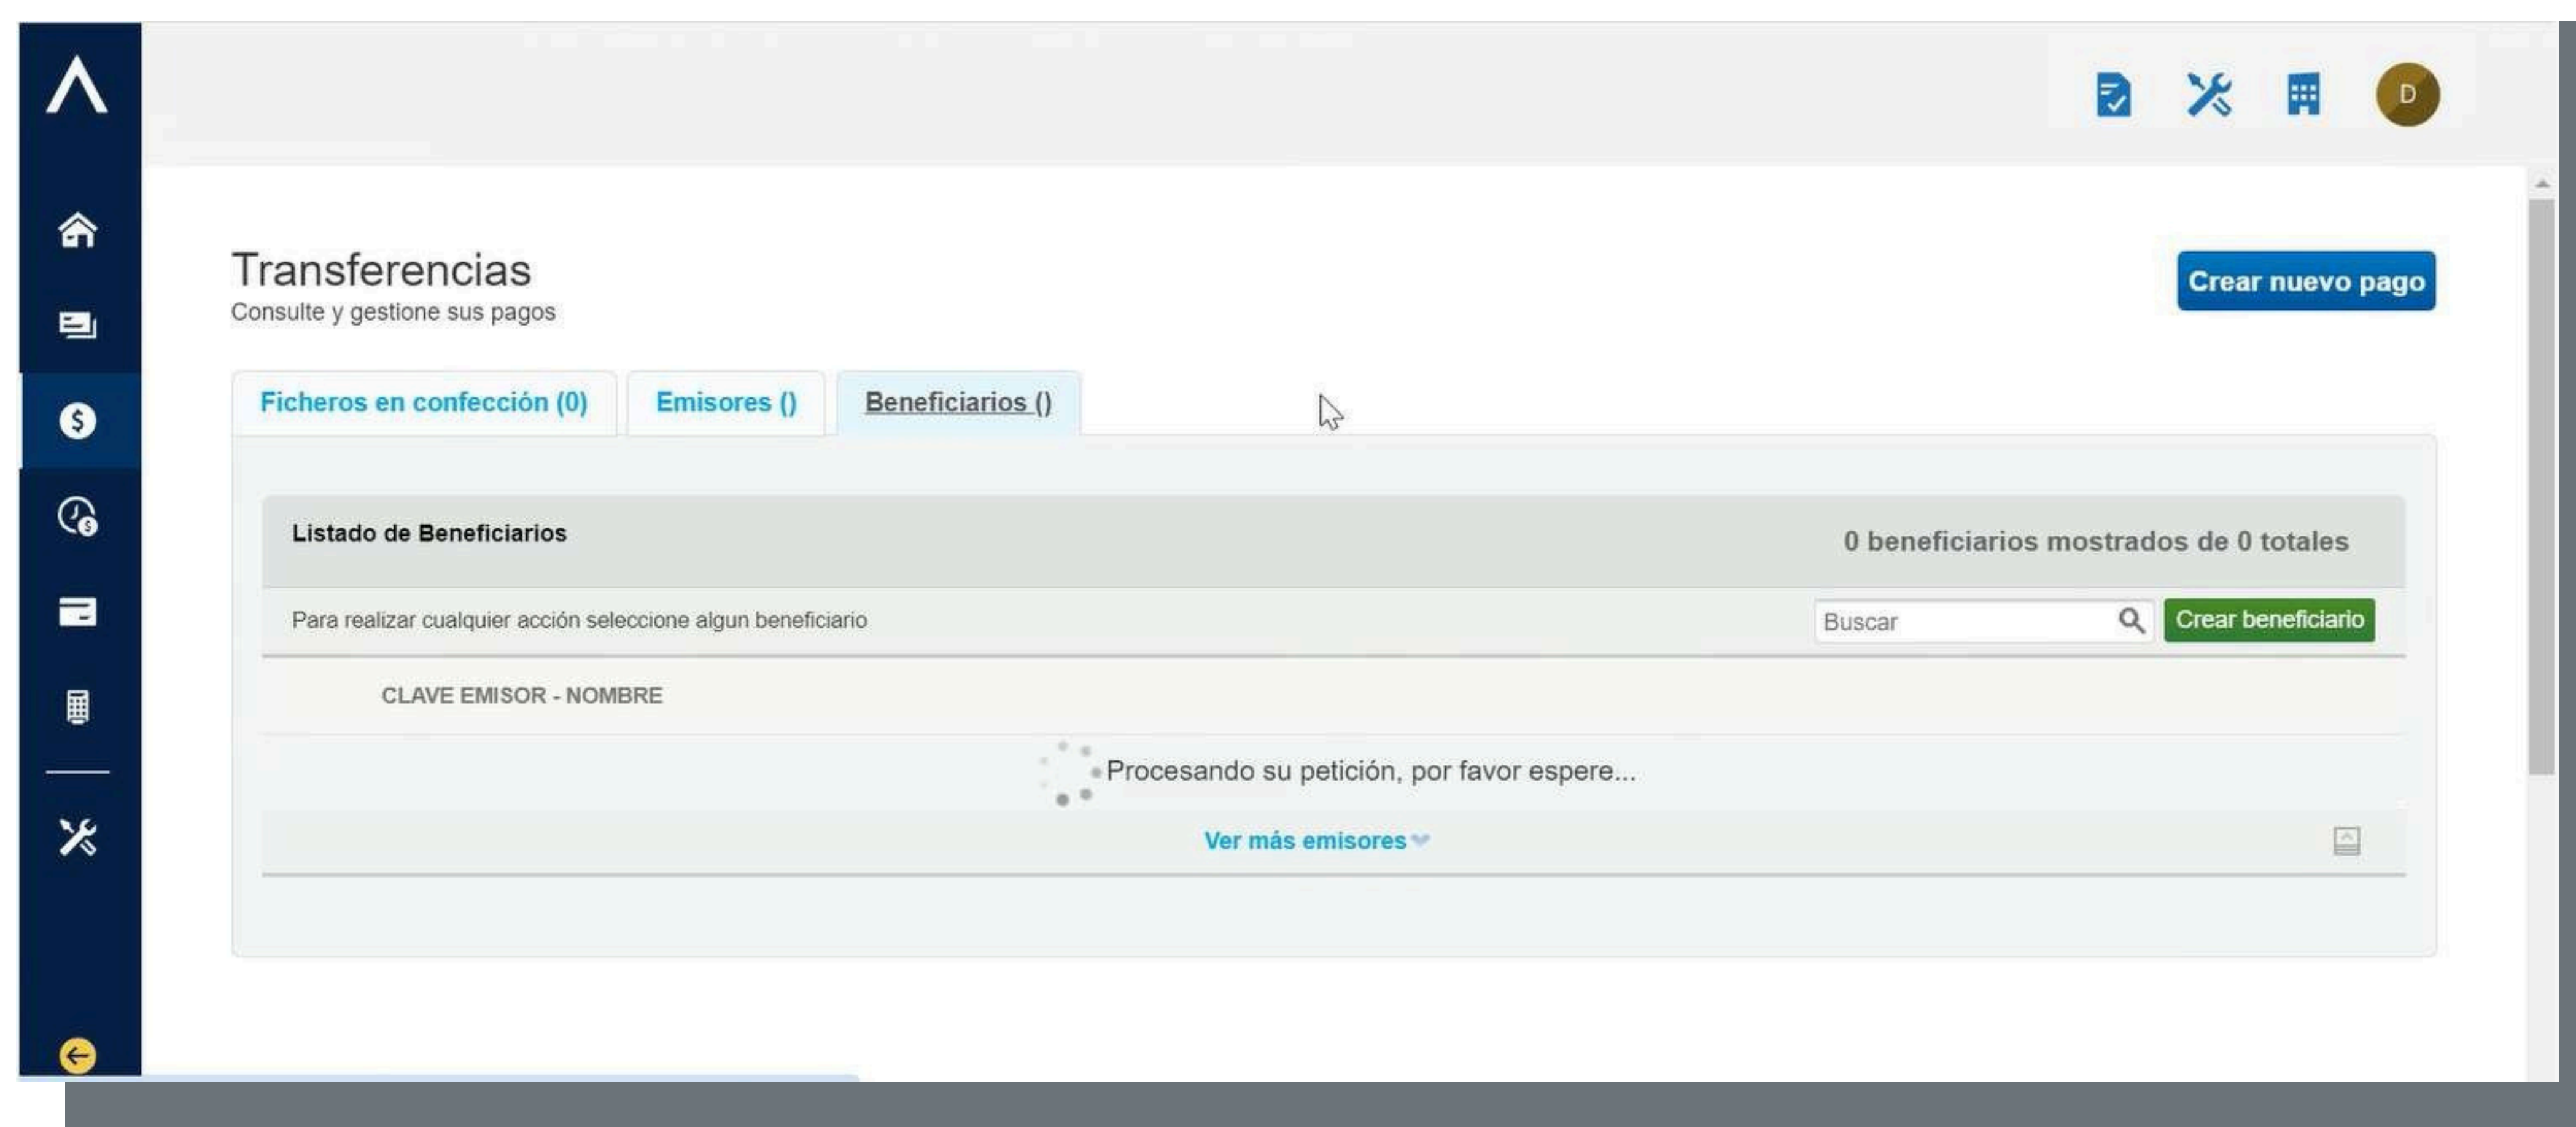 D
Transferencias
Crear nuevo pago
Consulte y gestione sus pagos
Ficheros en confección (0) Emisores () Beneficiarios ()
Listado de Beneficiarios
0 beneficiarios mostrados de 0 totales
Para realizar cualquier acción seleccione algun beneficiario
Buscar
Crear beneficiario
CLAVE EMISOR - NOMBRE
Procesando su petición, por favor espere...
Ver más emisores